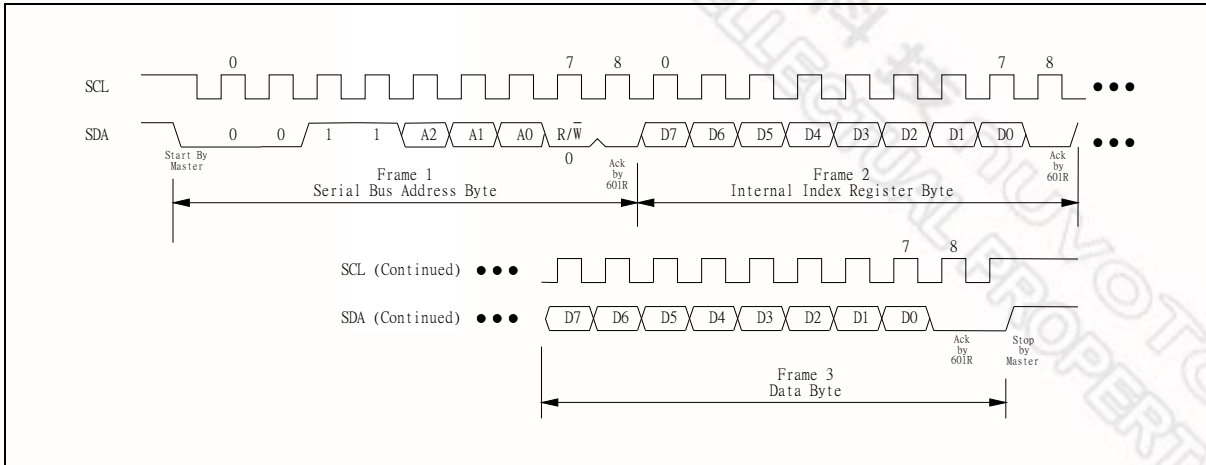 0 7 8 0 7 8
SCL
SDA 0 0 1 1 A2 A1 A0 R/W̅ D7 D6 D5 D4 D3 D2 D1 D0
0
Start By
Master
Ack
by
601R
Ack
by
601R
Frame 1
Serial Bus Address Byte
Frame 2
Internal Index Register Byte
7 8
SCL (Continued)
SDA (Continued) D7 D6 D5 D4 D3 D2 D1 D0
Ack
by
601R
Stop
by
Master
Frame 3
Data Byte